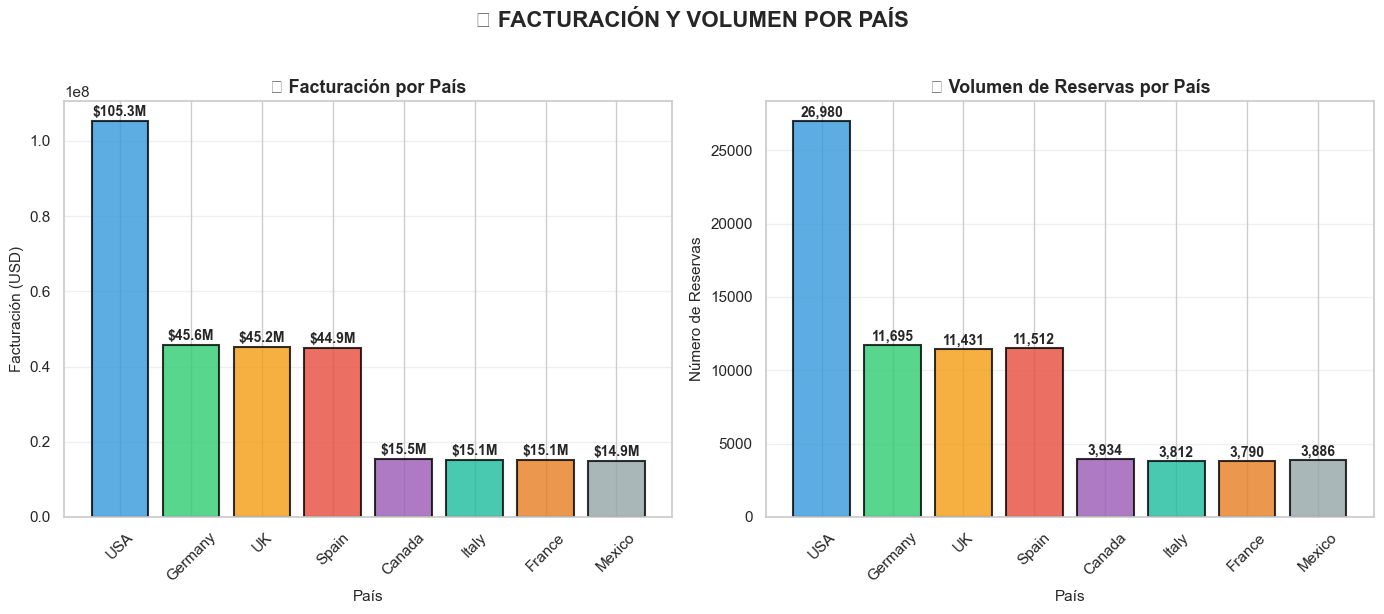 FACTURACIÓN Y VOLUMEN POR PAÍS
Facturación por País
1e8
$105.3M
$45.6M
$45.2M
$44.9M
$15.5M
$15.1M
$15.1M
$14.9M
1.0
0.8
0.6
0.4
0.2
0.0
Facturación (USD)
USA
Germany
UK
Spain
Canada
Italy
France
Mexico
País
Volumen de Reservas por País
26,980
11,695
11,431
11,512
3,934
3,812
3,790
3,886
25000
20000
15000
10000
5000
0
Número de Reservas
USA
Germany
UK
Spain
Canada
Italy
France
Mexico
País